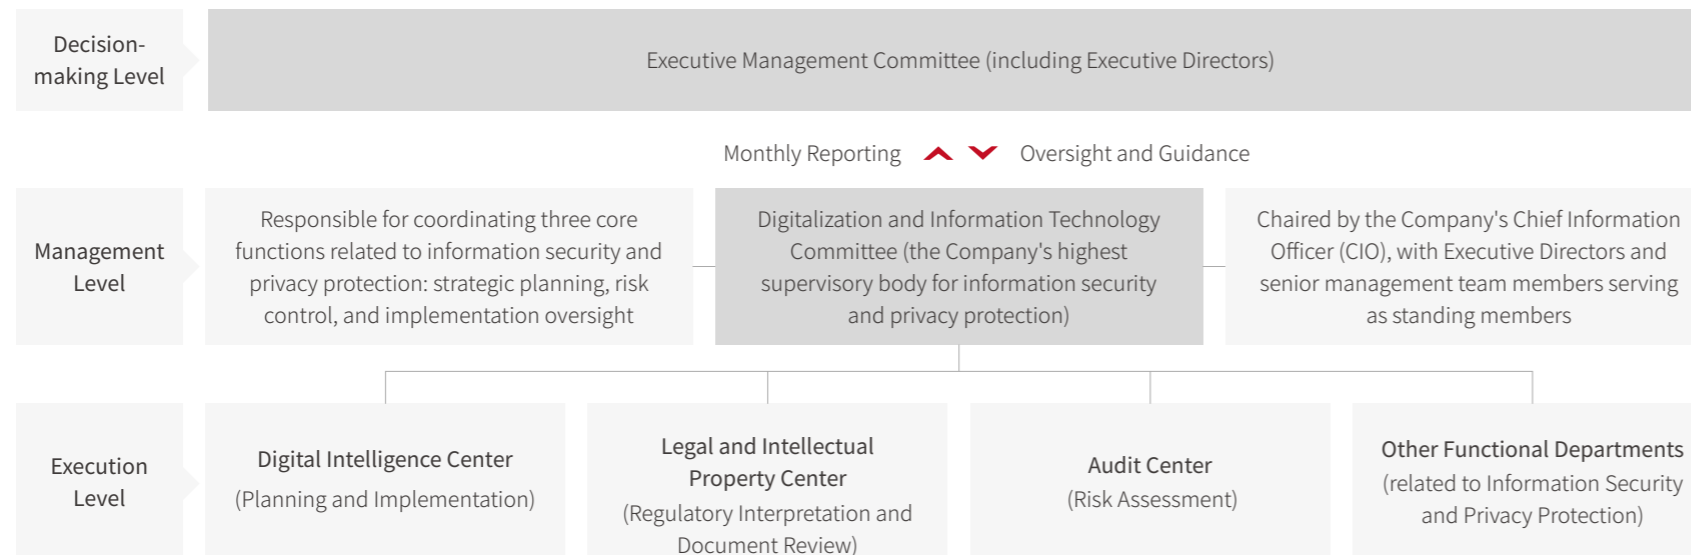 Decision-
making Level
Executive Management Committee (including Executive Directors)
Monthly Reporting
Oversight and Guidance
Management
Level
Responsible for coordinating three core
functions related to information security and
privacy protection: strategic planning, risk
control, and implementation oversight
Digitalization and Information Technology
Committee (the Company's highest
supervisory body for information security
and privacy protection)
Chaired by the Company's Chief Information
Officer (CIO), with Executive Directors and
senior management team members serving
as standing members
Execution
Level
Digital Intelligence Center
(Planning and Implementation)
Legal and Intellectual
Property Center
(Regulatory Interpretation and
Document Review)
Audit Center
(Risk Assessment)
Other Functional Departments
(related to Information Security
and Privacy Protection)